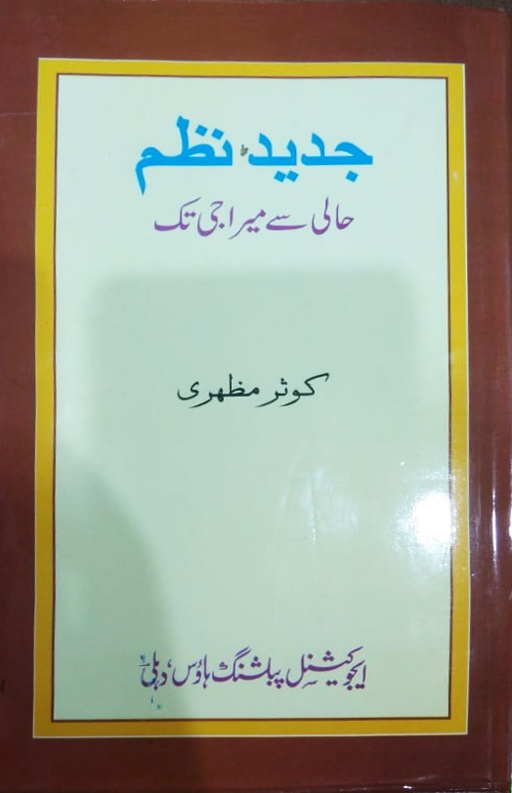 جدید نظم
حالی سے میراجی تک
کوثر مظہری
ایجوکیشنل پبلشنگ ہاؤس، دہلی